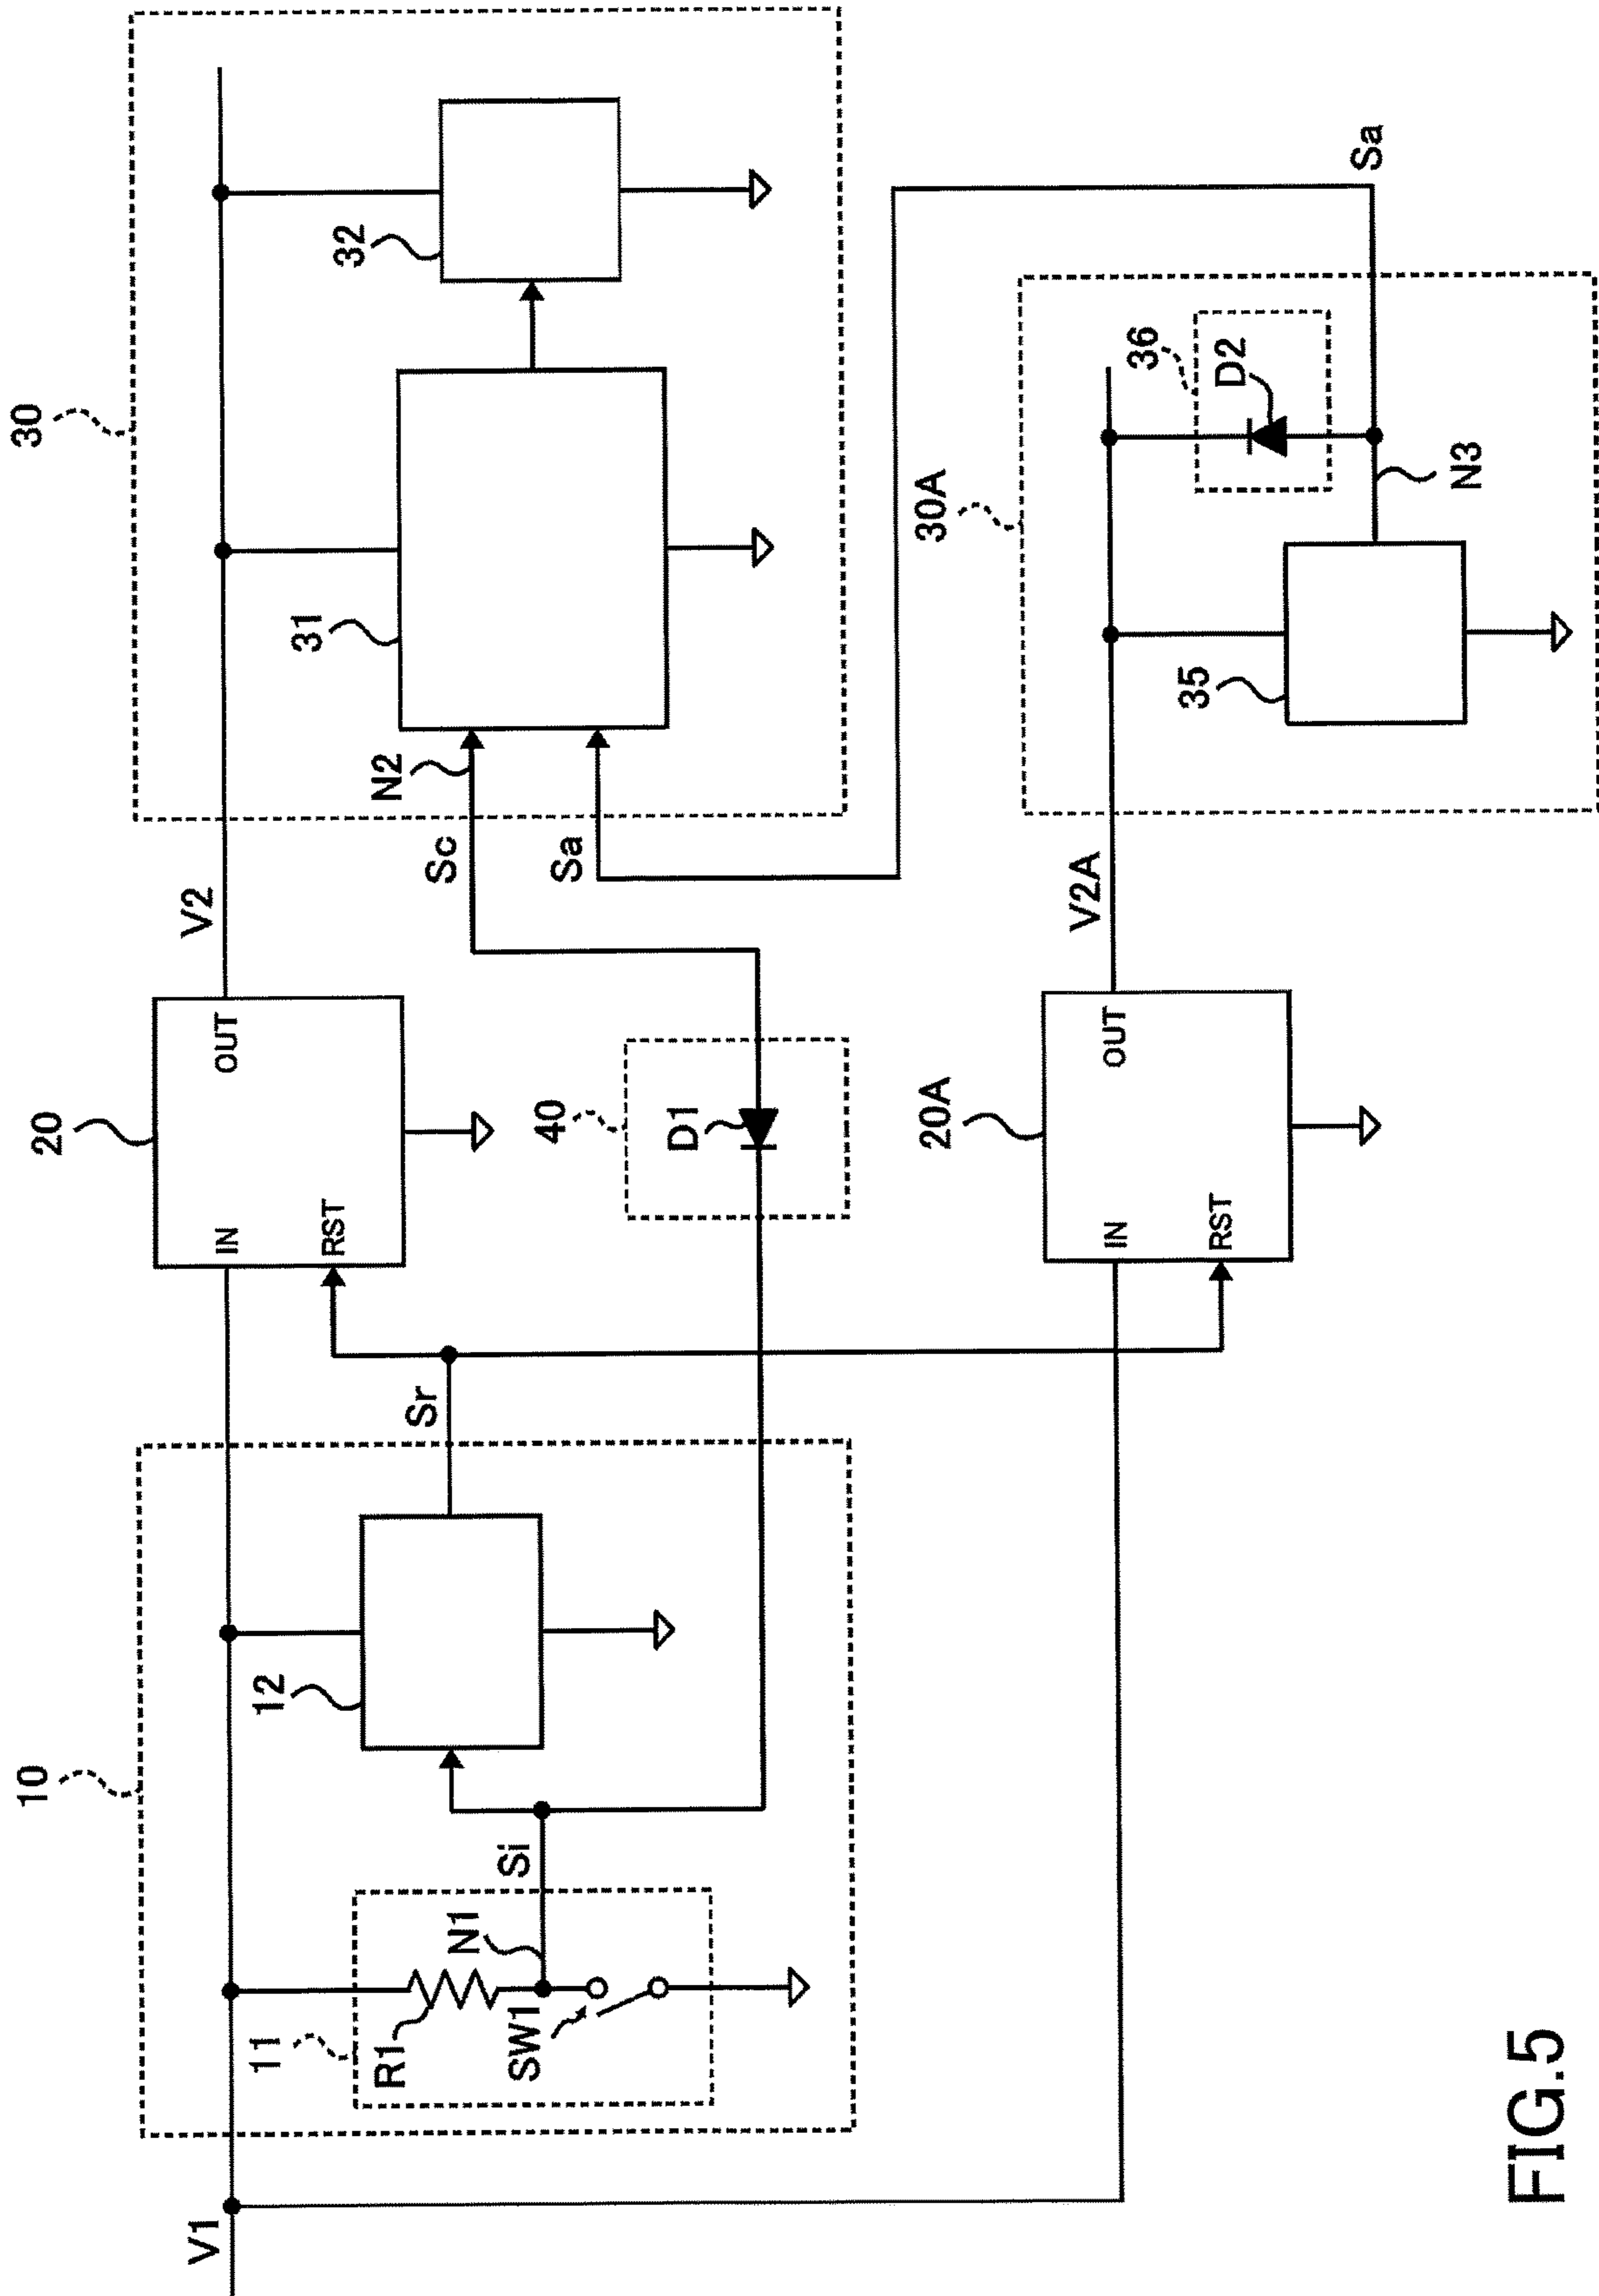 V1
10
11
R1
SW1
N1
Si
12
Sr
20
IN
OUT
RST
V2
40
D1
Sc
Sa
N2
30
31
32
20A
IN
OUT
RST
V2A
30A
35
36
D2
N3
Sa
FIG.5